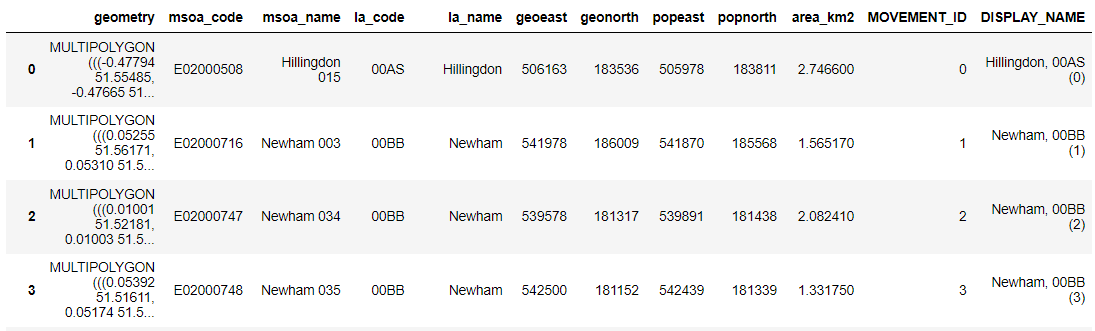 geometry msoa_code msoa_name la_code la_name geoeast geonorth popeast popnorth area_km2 MOVEMENT_ID DISPLAY_NAME
MULTIPOLYGON
(((-0.47794 Hillingdon Hillingdon, 00AS
0 51.55485, E02000508 015 00AS Hillingdon 506163 183536 505978 183811 2.746600 0 (0)
-0.47665 51...
MULTIPOLYGON
(((0.05255 Newham, 00BB
1 51.56171, E02000716 Newham 003 00BB Newham 541978 186009 541870 185568 1.565170 1 (1)
0.05310 51.5...
MULTIPOLYGON
(((0.01001 Newham, 00BB
2 51.52181, E02000747 Newham 034 00BB Newham 539578 181317 539891 181438 2.082410 2 (2)
0.01003 51.5...
MULTIPOLYGON
(((0.05392 Newham, 00BB
3 51.51611, E02000748 Newham 035 00BB Newham 542500 181152 542439 181339 1.331750 3 (3)
0.05174 51.5...